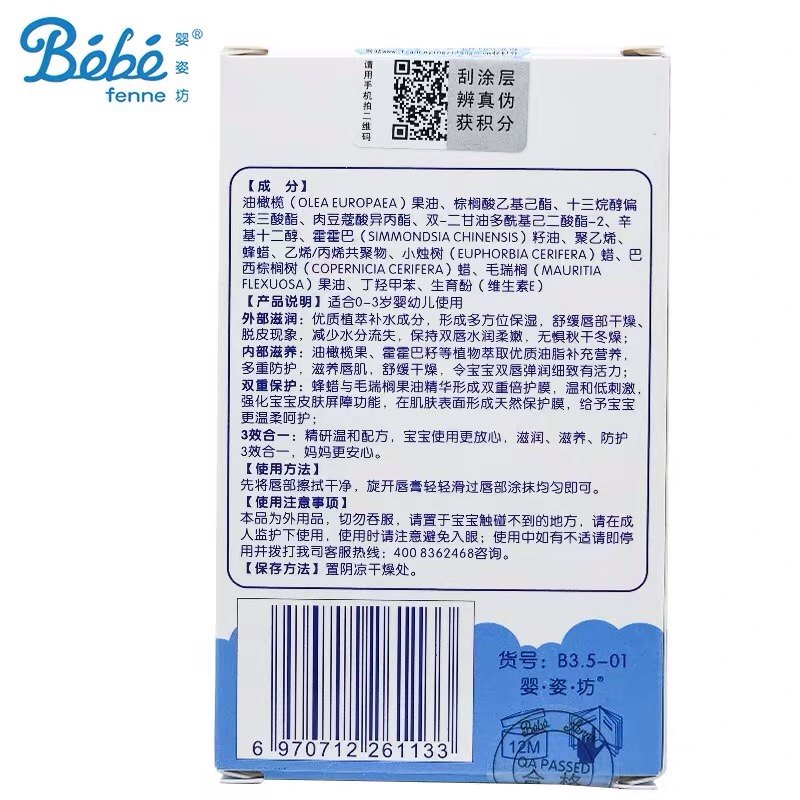 Bébé
fenne
婴姿坊®
请用手机拍二维码
刮涂层
辨真伪
获积分
【成 分】
油橄榄（OLEA EUROPAEA）果油、棕榈酸乙基己酯、十三烷醇偏
苯三酸酯、肉豆蔻酸异丙酯、双-二甘油多酰基己二酸酯-2、辛
基十二醇、霍霍巴（SIMMONDSIA CHINENSIS）籽油、聚乙烯、
蜂蜡、乙烯/丙烯共聚物、小烛树（EUPHORBIA CERIFERA）蜡、巴
西棕榈树（COPERNICIA CERIFERA）蜡、毛瑞榈（MAURITIA
FLEXUOSA）果油、丁羟甲苯、生育酚（维生素E）
【产品说明】适合0-3岁婴幼儿使用
外部滋润：优质植萃补水成分，形成多方位保湿，舒缓唇部干燥、
脱皮现象，减少水分流失，保持双唇水润柔嫩，无惧秋干冬燥；
内部滋养：油橄榄果、霍霍巴籽等植物萃取优质油脂补充营养，
多重防护，滋养唇肌，舒缓干燥，令宝宝双唇弹润细致有活力；
双重保护：蜂蜡与毛瑞榈果油精华形成双重倍护膜，温和低刺激，
强化宝宝皮肤屏障功能，在肌肤表面形成天然保护膜，给予宝宝
更温柔呵护；
3效合一：精研温和配方，宝宝使用更放心，滋润、滋养、防护
3效合一，妈妈更安心。
【使用方法】
先将唇部擦拭干净，旋开唇膏轻轻滑过唇部涂抹均匀即可。
【使用注意事项】
本品为外用品，切勿吞服，请置于宝宝触碰不到的地方，请在成
人监护下使用，使用时请注意避免入眼；使用中如有不适请即停
用并拨打我司客服热线：400 8362468咨询。
【保存方法】置阴凉干燥处。
货号：B3.5-01
婴·姿·坊®
6 970712 261133
Bébé fenne
12M
QA PASSED
合格